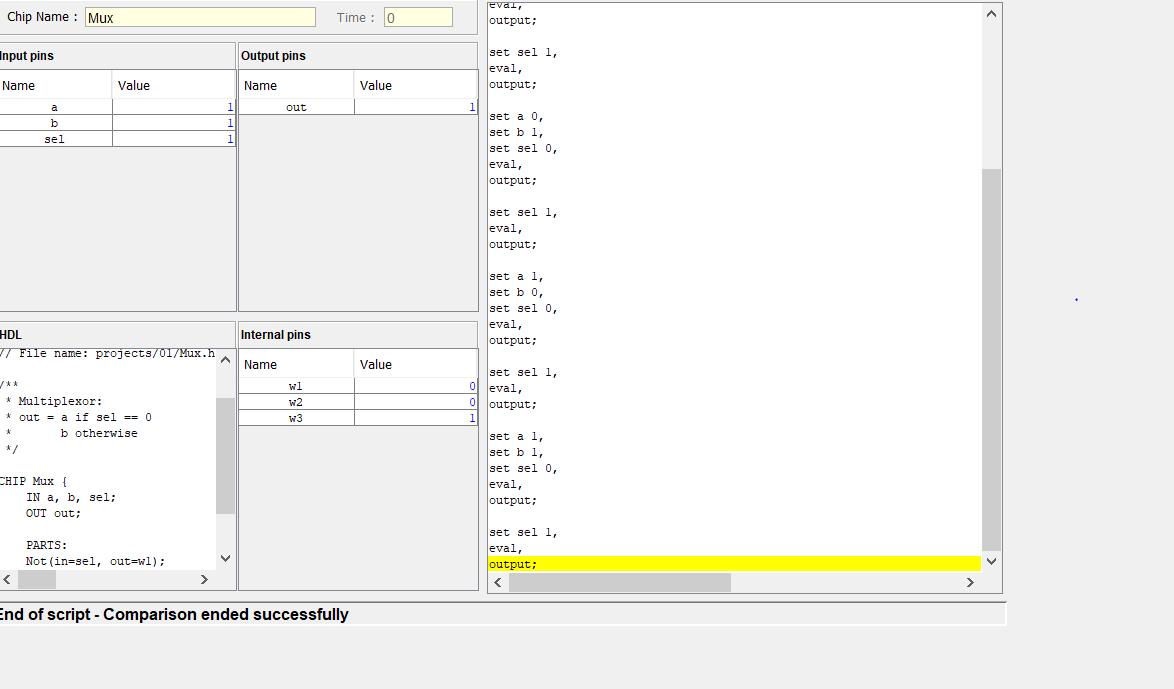 Chip Name : Mux Time : 0
Input pins
Name Value
a 1
b 1
sel 1
Output pins
Name Value
out 1
HDL
// File name: projects/01/Mux.h
/**
* Multiplexor:
* out = a if sel == 0
* b otherwise
*/
CHIP Mux {
IN a, b, sel;
OUT out;
PARTS:
Not(in=sel, out=w1);
Internal pins
Name Value
w1 0
w2 0
w3 1
eval,
output;
set sel 1,
eval,
output;
set a 0,
set b 1,
set sel 0,
eval,
output;
set sel 1,
eval,
output;
set a 1,
set b 0,
set sel 0,
eval,
output;
set sel 1,
eval,
output;
set a 1,
set b 1,
set sel 0,
eval,
output;
set sel 1,
eval,
output;
End of script - Comparison ended successfully